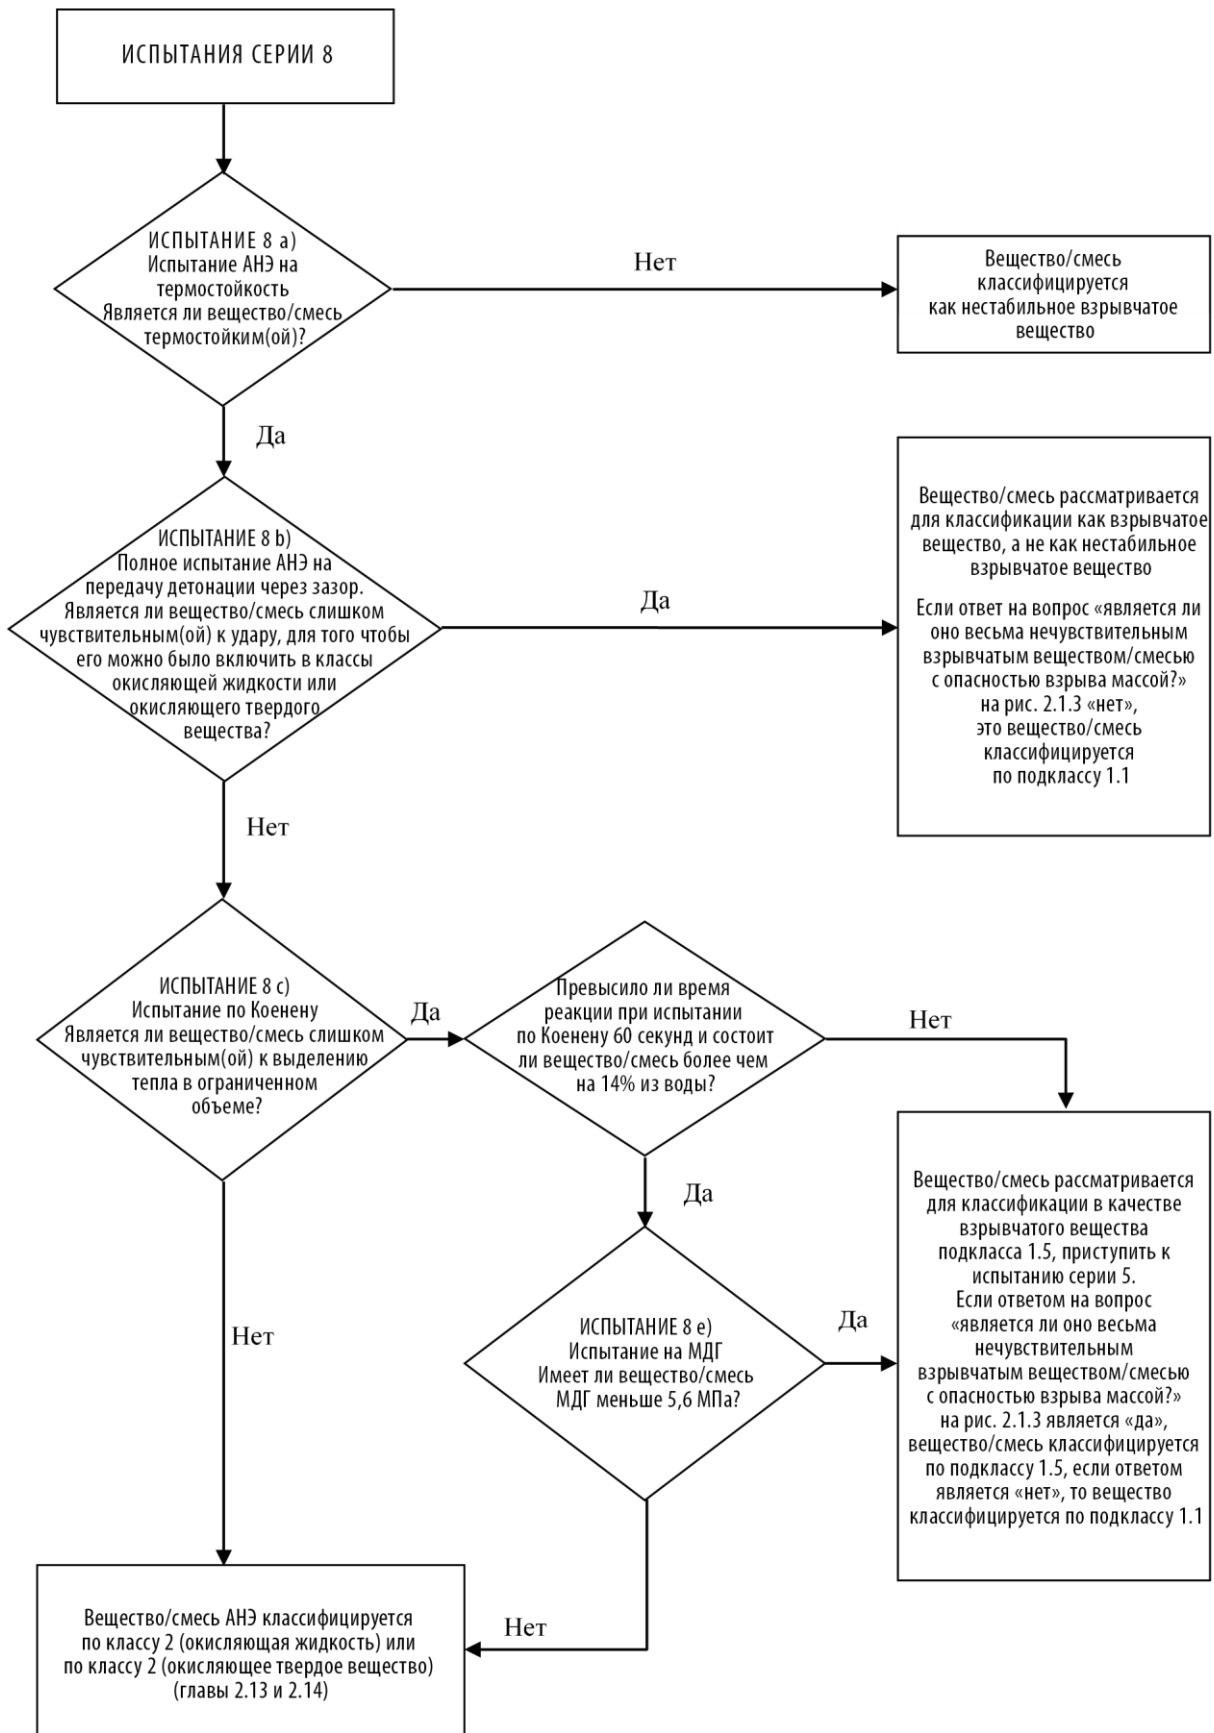 ИСПЫТАНИЯ СЕРИИ 8
ИСПЫТАНИЕ 8 a)
Испытание АНЭ на
термостойкость
Является ли вещество/смесь
термостойким(ой)?
Нет
Вещество/смесь
классифицируется
как нестабильное взрывчатое
вещество
Да
ИСПЫТАНИЕ 8 b)
Полное испытание АНЭ на
передачу детонации через зазор.
Является ли вещество/смесь слишком
чувствительным(ой) к удару, для того чтобы
его можно было включить в классы
окисляющей жидкости или
окисляющего твердого
вещества?
Да
Вещество/смесь рассматривается
для классификации как взрывчатое
вещество, а не как нестабильное
взрывчатое вещество
Если ответ на вопрос «является ли
оно весьма нечувствительным
взрывчатым веществом/смесью
с опасностью взрыва массой?»
на рис. 2.1.3 «нет»,
это вещество/смесь
классифицируется
по подклассу 1.1
Нет
ИСПЫТАНИЕ 8 c)
Испытание по Коенену
Является ли вещество/смесь слишком
чувствительным(ой) к выделению
тепла в ограниченном
объеме?
Да
Превысило ли время
реакции при испытании
по Коенену 60 секунд и состоит
ли вещество/смесь более чем
на 14% из воды?
Нет
Да
Вещество/смесь рассматривается
для классификации в качестве
взрывчатого вещества
подкласса 1.5, приступить к
испытанию серии 5.
Если ответом на вопрос
«является ли оно весьма
нечувствительным
взрывчатым веществом/смесью
с опасностью взрыва массой?»
на рис. 2.1.3 является «да»,
вещество/смесь классифицируется
по подклассу 1.5, если ответом
является «нет», то вещество
классифицируется по подклассу 1.1
Нет
ИСПЫТАНИЕ 8 e)
Испытание на МДГ
Имеет ли вещество/смесь
МДГ меньше 5,6 МПа?
Да
Нет
Вещество/смесь АНЭ классифицируется
по классу 2 (окисляющая жидкость) или
по классу 2 (окисляющее твердое вещество)
(главы 2.13 и 2.14)